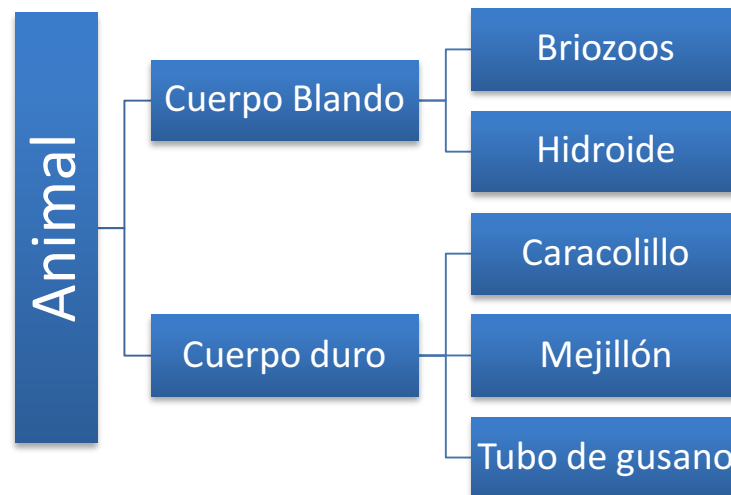 Animal
Cuerpo Blando
Briozoos
Hidroide
Cuerpo duro
Caracolillo
Mejillón
Tubo de gusano